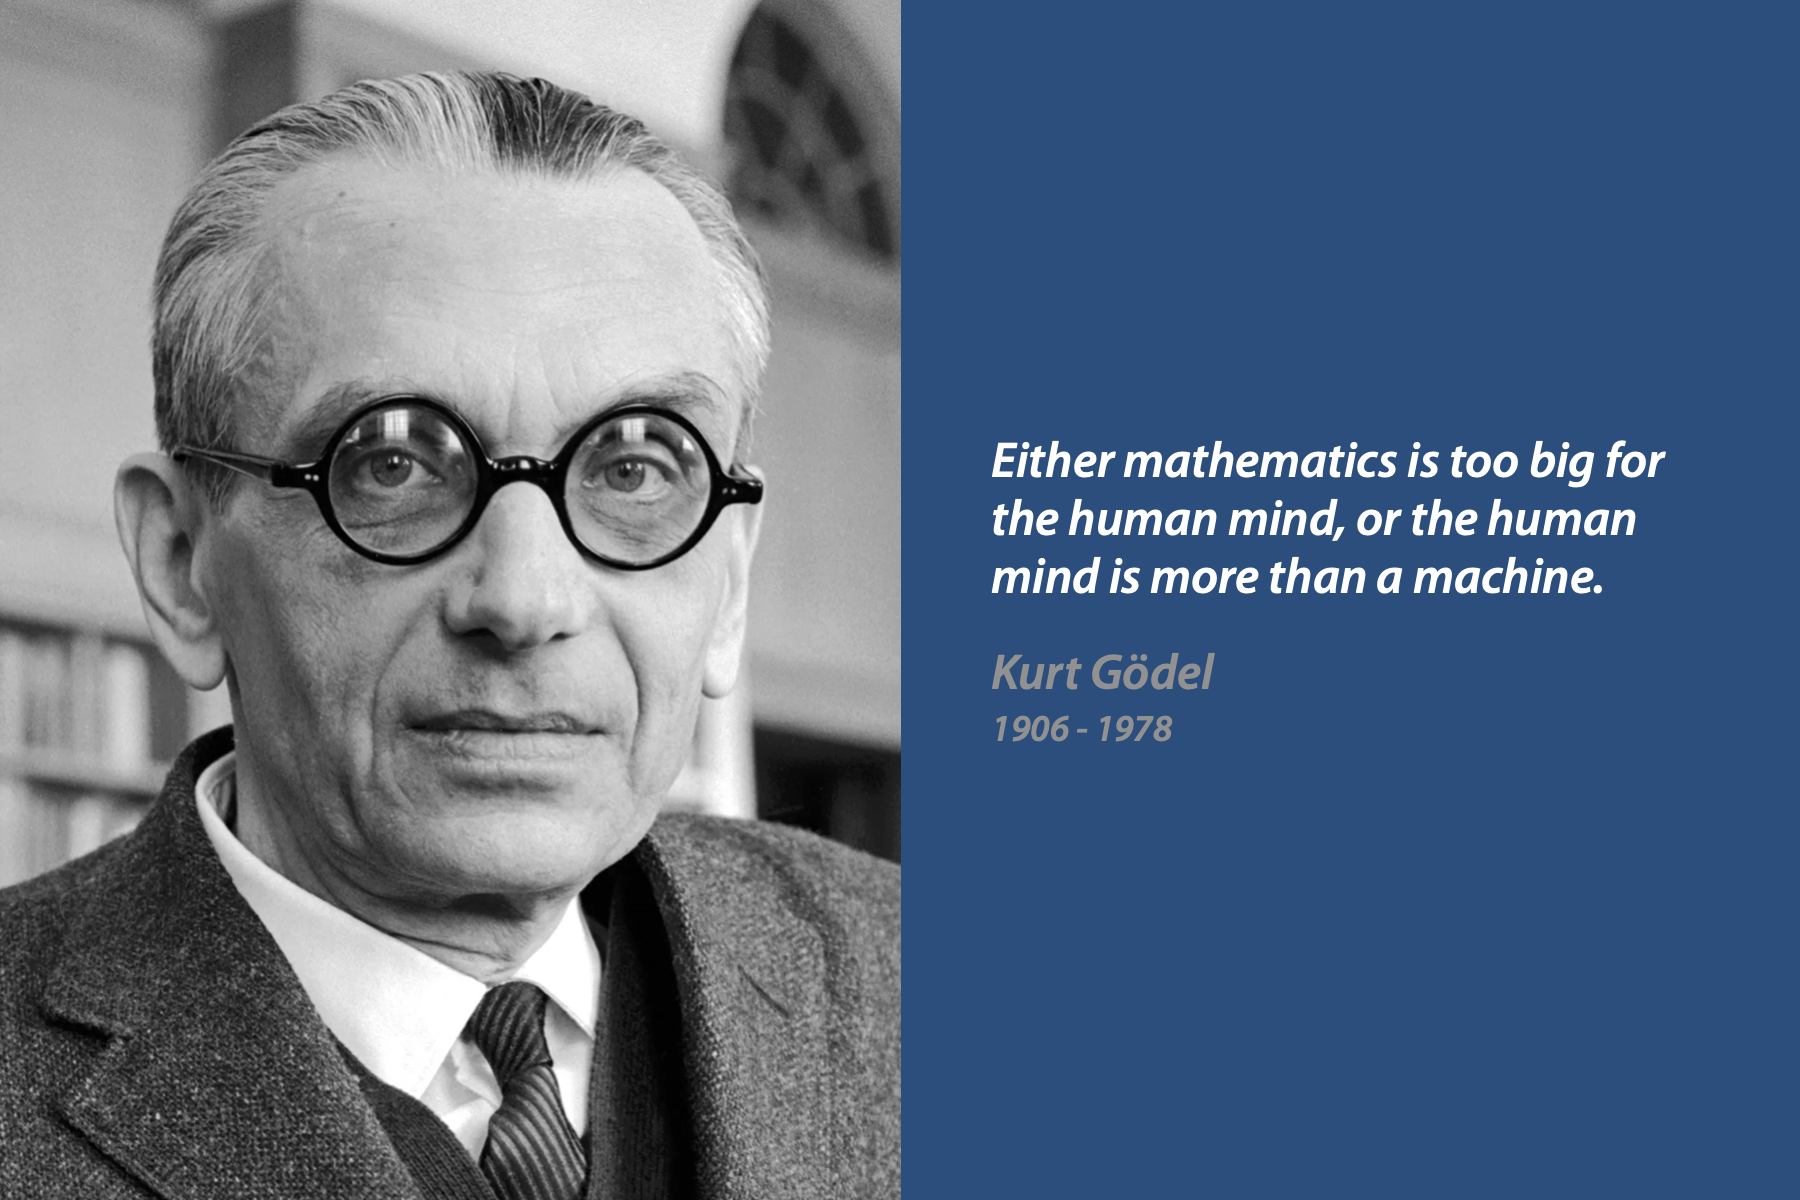 Either mathematics is too big for
the human mind, or the human
mind is more than a machine.
Kurt Gödel
1906 - 1978